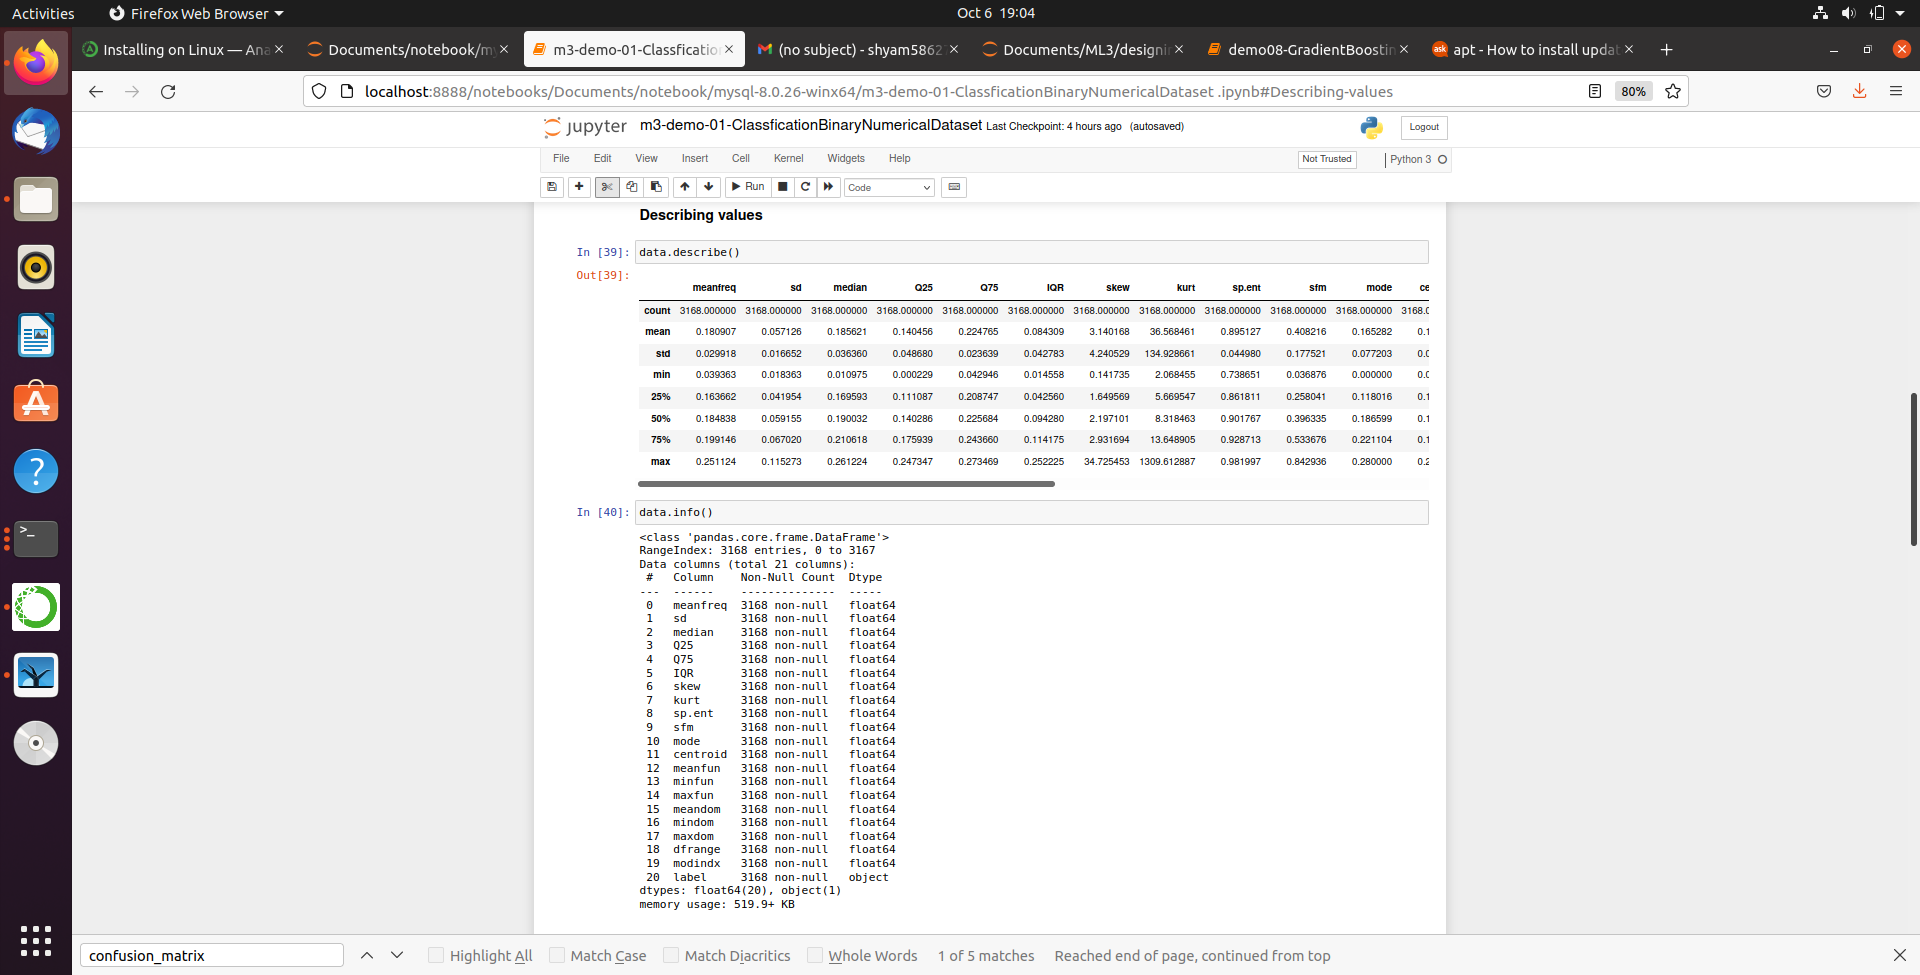 Activities
Firefox Web Browser
Oct 6 19:04
Installing on Linux — Ana
Documents/notebook/my
m3-demo-01-Classfication
(no subject) - shyam5862
Documents/ML3/designi
demo08-GradientBoostin
ask
apt - How to install updat
localhost:8888/notebooks/Documents/notebook/mysql-8.0.26-winx64/m3-demo-01-ClassficationBinaryNumericalDataset .ipynb#Describing-values
80%
jupyter m3-demo-01-ClassficationBinaryNumericalDataset Last Checkpoint: 4 hours ago (autosaved)
Logout
File Edit View Insert Cell Kernel Widgets Help
Not Trusted
Python 3
Run
Code
Describing values
In [39]: data.describe()
Out[39]:
meanfreq sd median Q25 Q75 IQR skew kurt sp.ent sfm mode ce
count 3168.000000 3168.000000 3168.000000 3168.000000 3168.000000 3168.000000 3168.000000 3168.000000 3168.000000 3168.000000 3168.000000 3168.0
mean 0.180907 0.057126 0.185621 0.140456 0.224765 0.084309 3.140168 36.568461 0.895127 0.408216 0.165282 0.1
std 0.029918 0.016652 0.036360 0.048680 0.023639 0.042783 4.240529 134.928661 0.044980 0.177521 0.077203 0.0
min 0.039363 0.018363 0.010975 0.000229 0.042946 0.014558 0.141735 2.068455 0.738651 0.036876 0.000000 0.0
25% 0.163662 0.041954 0.169593 0.111087 0.208747 0.042560 1.649569 5.669547 0.861811 0.258041 0.118016 0.1
50% 0.184838 0.059155 0.190032 0.140286 0.225684 0.094280 2.197101 8.318463 0.901767 0.396335 0.186599 0.1
75% 0.199146 0.067020 0.210618 0.175939 0.243660 0.114175 2.931694 13.648905 0.928713 0.533676 0.221104 0.1
max 0.251124 0.115273 0.261224 0.247347 0.273469 0.252225 34.725453 1309.612887 0.981997 0.842936 0.280000 0.2
In [40]: data.info()
<class 'pandas.core.frame.DataFrame'>
RangeIndex: 3168 entries, 0 to 3167
Data columns (total 21 columns):
# Column Non-Null Count Dtype
--- ------ -------------- -----
0 meanfreq 3168 non-null float64
1 sd 3168 non-null float64
2 median 3168 non-null float64
3 Q25 3168 non-null float64
4 Q75 3168 non-null float64
5 IQR 3168 non-null float64
6 skew 3168 non-null float64
7 kurt 3168 non-null float64
8 sp.ent 3168 non-null float64
9 sfm 3168 non-null float64
10 mode 3168 non-null float64
11 centroid 3168 non-null float64
12 meanfun 3168 non-null float64
13 minfun 3168 non-null float64
14 maxfun 3168 non-null float64
15 meandom 3168 non-null float64
16 mindom 3168 non-null float64
17 maxdom 3168 non-null float64
18 dfrange 3168 non-null float64
19 modindx 3168 non-null float64
20 label 3168 non-null object
dtypes: float64(20), object(1)
memory usage: 519.9+ KB
confusion_matrix
Highlight All
Match Case
Match Diacritics
Whole Words
1 of 5 matches
Reached end of page, continued from top